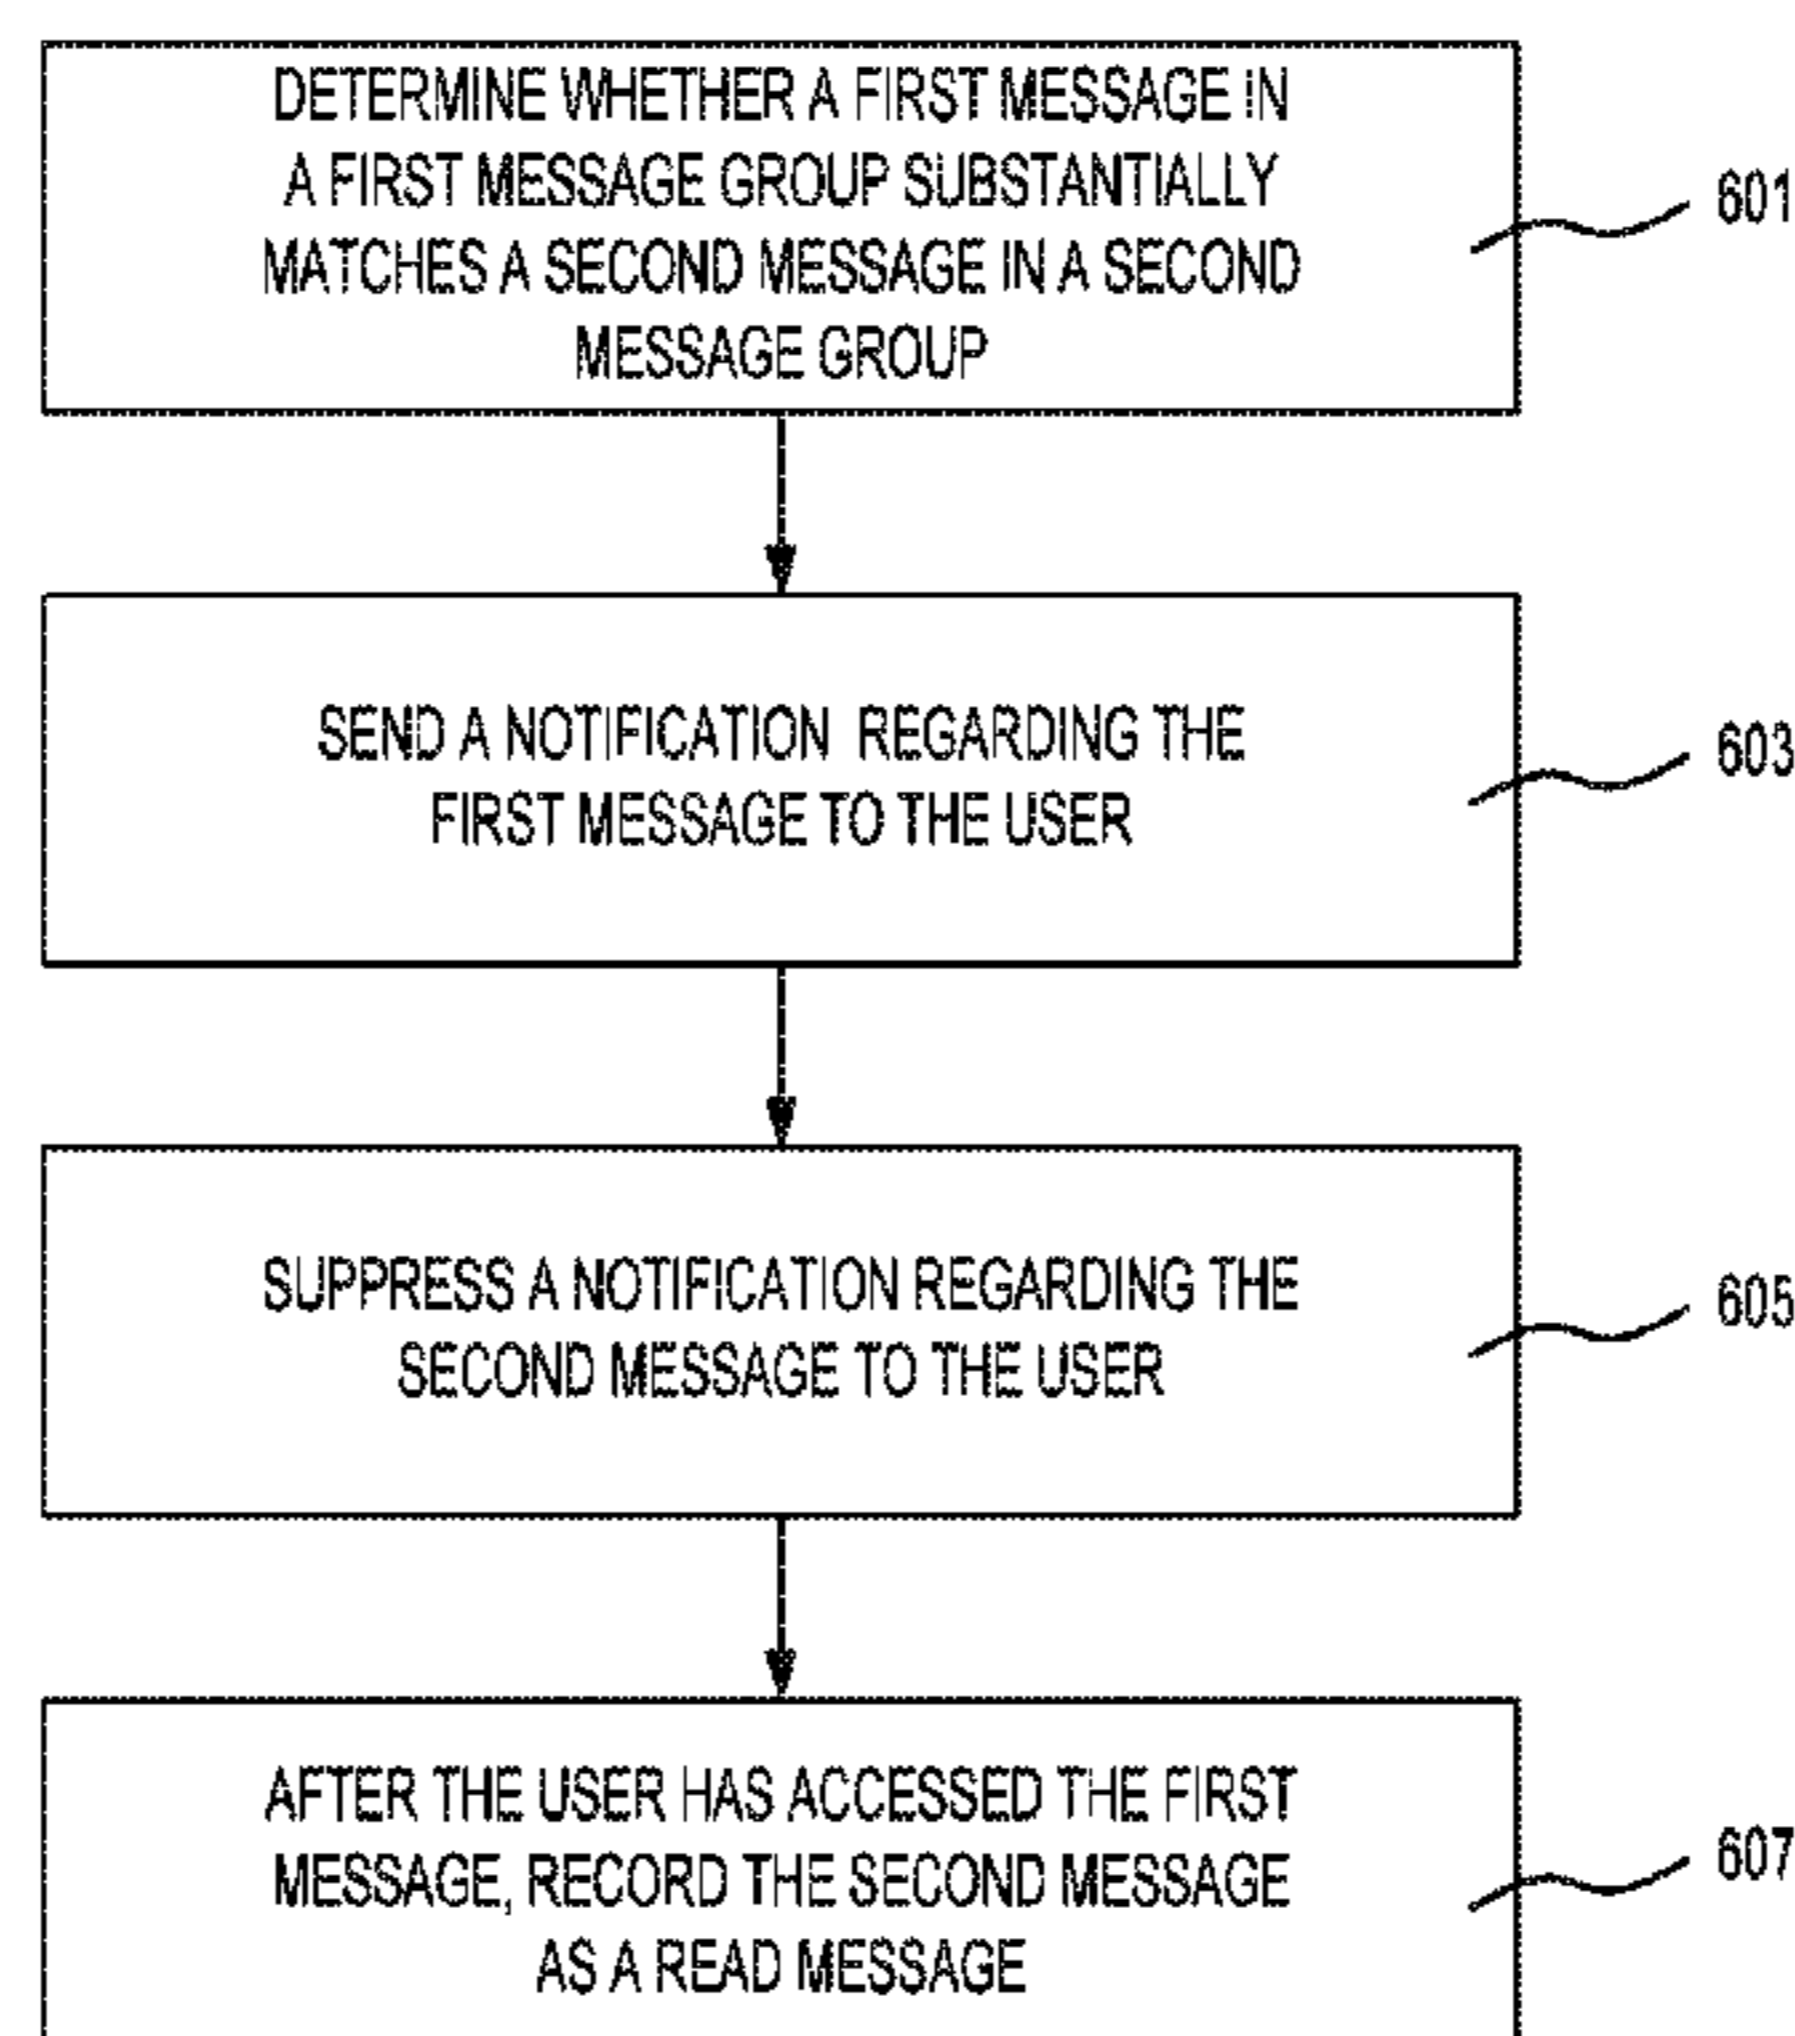 DETERMINE WHETHER A FIRST MESSAGE IN
A FIRST MESSAGE GROUP SUBSTANTIALLY
MATCHES A SECOND MESSAGE IN A SECOND
MESSAGE GROUP
601
SEND A NOTIFICATION REGARDING THE
FIRST MESSAGE TO THE USER
603
SUPPRESS A NOTIFICATION REGARDING THE
SECOND MESSAGE TO THE USER
605
AFTER THE USER HAS ACCESSED THE FIRST
MESSAGE, RECORD THE SECOND MESSAGE
AS A READ MESSAGE
607